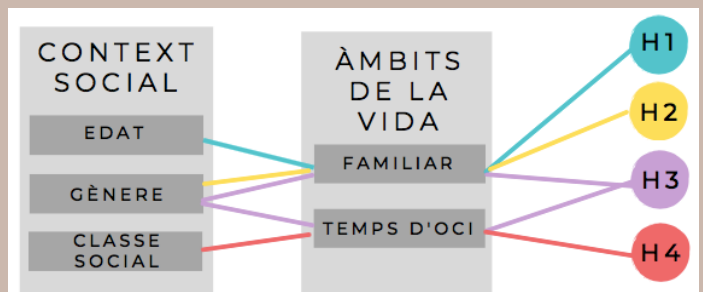 CONTEXT
SOCIAL
EDAT
GÈNERE
CLASSE
SOCIAL
ÀMBITS
DE LA
VIDA
FAMILIAR
TEMPS D'OCI
H1
H2
H3
H4